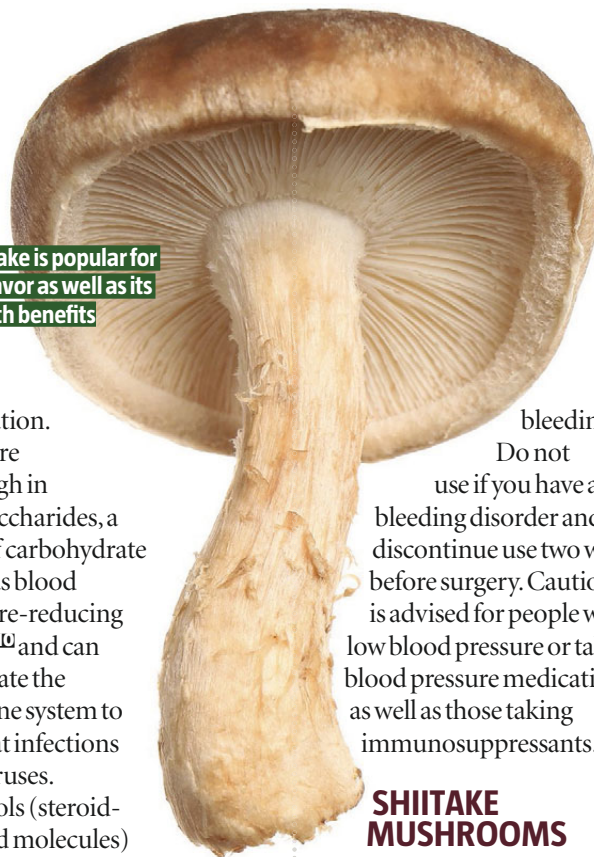 ake is popular for
avor as well as its
th benefits
ation.
re
gh in
ccharides, a
f carbohydrate
as blood
re-reducing
and can
ate the
ne system to
at infections
ruses.
ols (steroid-
d molecules)
bleedin
Do not
use if you have a
bleeding disorder and
discontinue use two w
before surgery. Cautio
is advised for people w
low blood pressure or ta
blood pressure medicati
as well as those taking
immunosuppressants.
SHIITAKE
MUSHROOMS